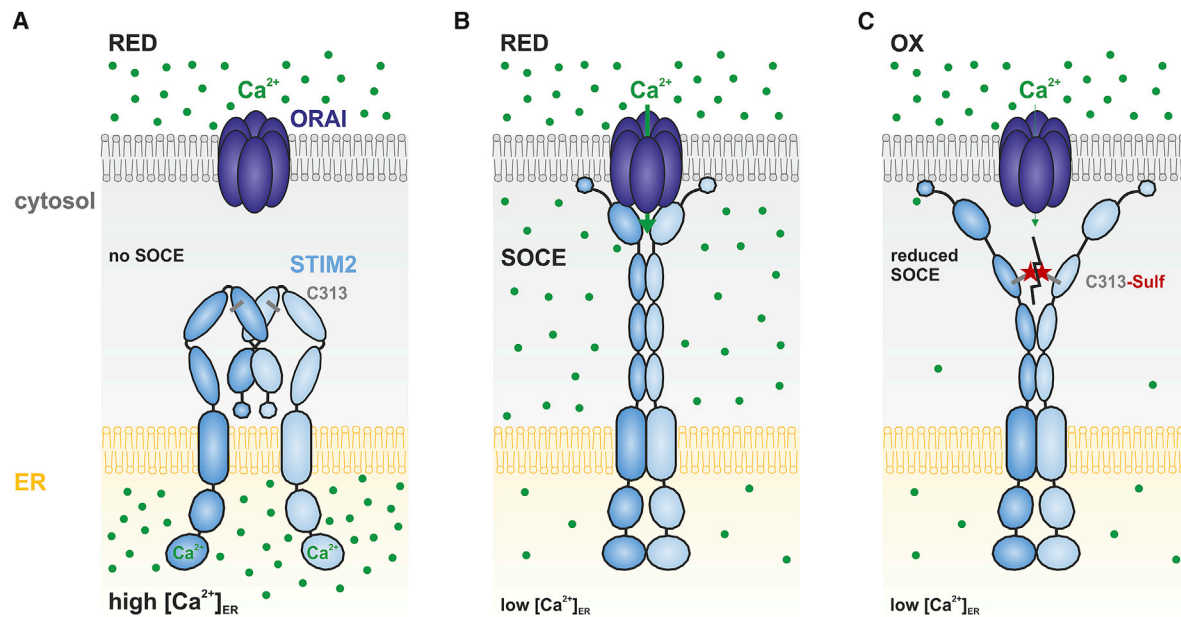 A
RED
Ca²⁺
ORAI
cytosol
no SOCE
STIM2
C313
ER
Ca²⁺
Ca²⁺
high [Ca²⁺]ER
B
RED
Ca²⁺
SOCE
low [Ca²⁺]ER
C
OX
Ca²⁺
reduced
SOCE
C313-Sulf
low [Ca²⁺]ER